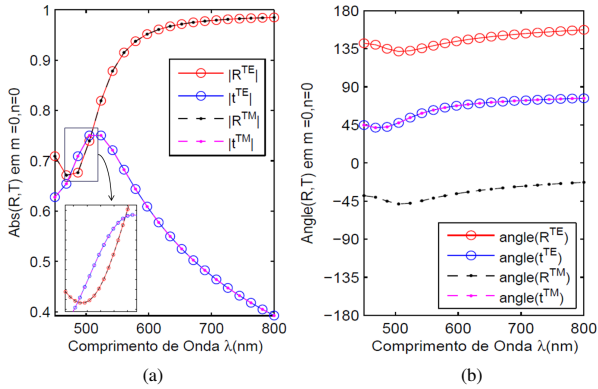 (a)
1
0.9
0.8
0.7
0.6
0.5
0.4
Abs(R,T) em m =0,n=0
|R^TE|
|t^TE|
|R^TM|
|t^TM|
500 600 700 800
Comprimento de Onda λ(nm)
(a)
(b)
180
135
90
45
0
−45
−90
−135
−180
Angle(R,T) em m =0,n=0
angle(R^TE)
angle(t^TE)
angle(R^TM)
angle(t^TM)
500 600 700 800
Comprimento de Onda λ(nm)
(b)